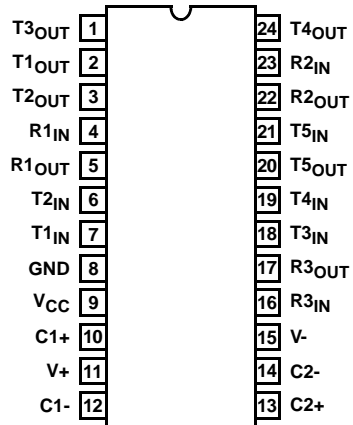 T3OUT 1 24 T4OUT
T1OUT 2 23 R2IN
T2OUT 3 22 R2OUT
R1IN 4 21 T5IN
R1OUT 5 20 T5OUT
T2IN 6 19 T4IN
T1IN 7 18 T3IN
GND 8 17 R3OUT
VCC 9 16 R3IN
C1+ 10 15 V-
V+ 11 14 C2-
C1- 12 13 C2+